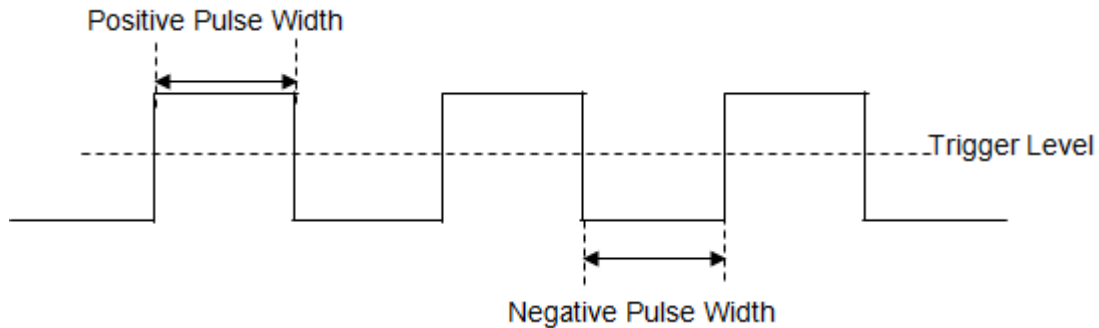 Positive Pulse Width
Trigger Level
Negative Pulse Width